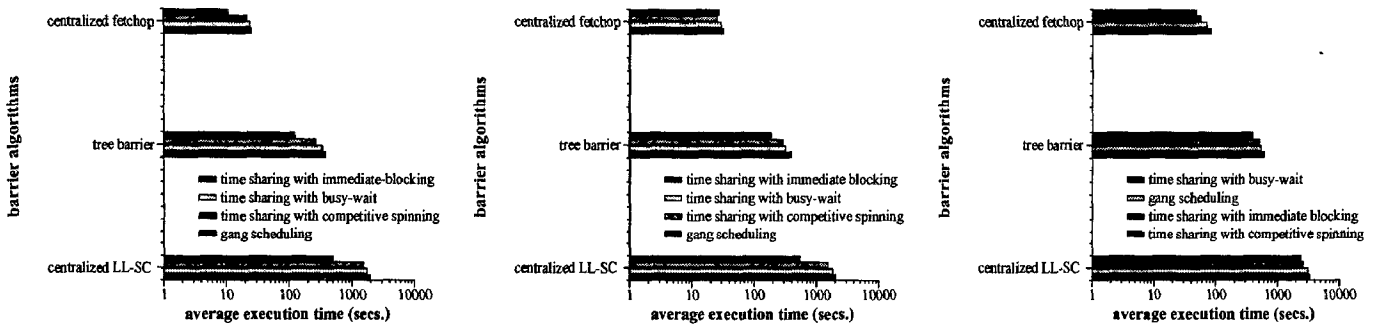 centralized fetchop
tree barrier
centralized LL-SC
barrier algorithms
time sharing with immediate-blocking
time sharing with busy-wait
time sharing with competitive spinning
gang scheduling
1 10 100 1000 10000
average execution time (secs.)
centralized fetchop
tree barrier
centralized LL-SC
barrier algorithms
time sharing with immediate blocking
time sharing with busy-wait
time sharing with competitive spinning
gang scheduling
1 10 100 1000 10000
average execution time (secs.)
centralized fetchop
tree barrier
centralized LL-SC
barrier algorithms
time sharing with busy-wait
gang scheduling
time sharing with immediate blocking
time sharing with competitive spinning
1 10 100 1000 10000
average execution time (secs.)